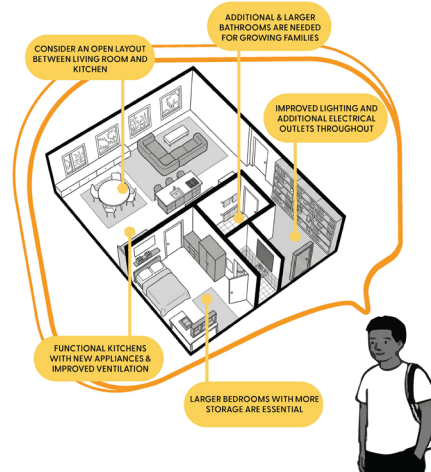 ADDITIONAL & LARGER
BATHROOMS ARE NEEDED
FOR GROWING FAMILIES
CONSIDER AN OPEN LAYOUT
BETWEEN LIVING ROOM AND
KITCHEN
IMPROVED LIGHTING AND
ADDITIONAL ELECTRICAL
OUTLETS THROUGHOUT
FUNCTIONAL KITCHENS
WITH NEW APPLIANCES &
IMPROVED VENTILATION
LARGER BEDROOMS WITH MORE
STORAGE ARE ESSENTIAL